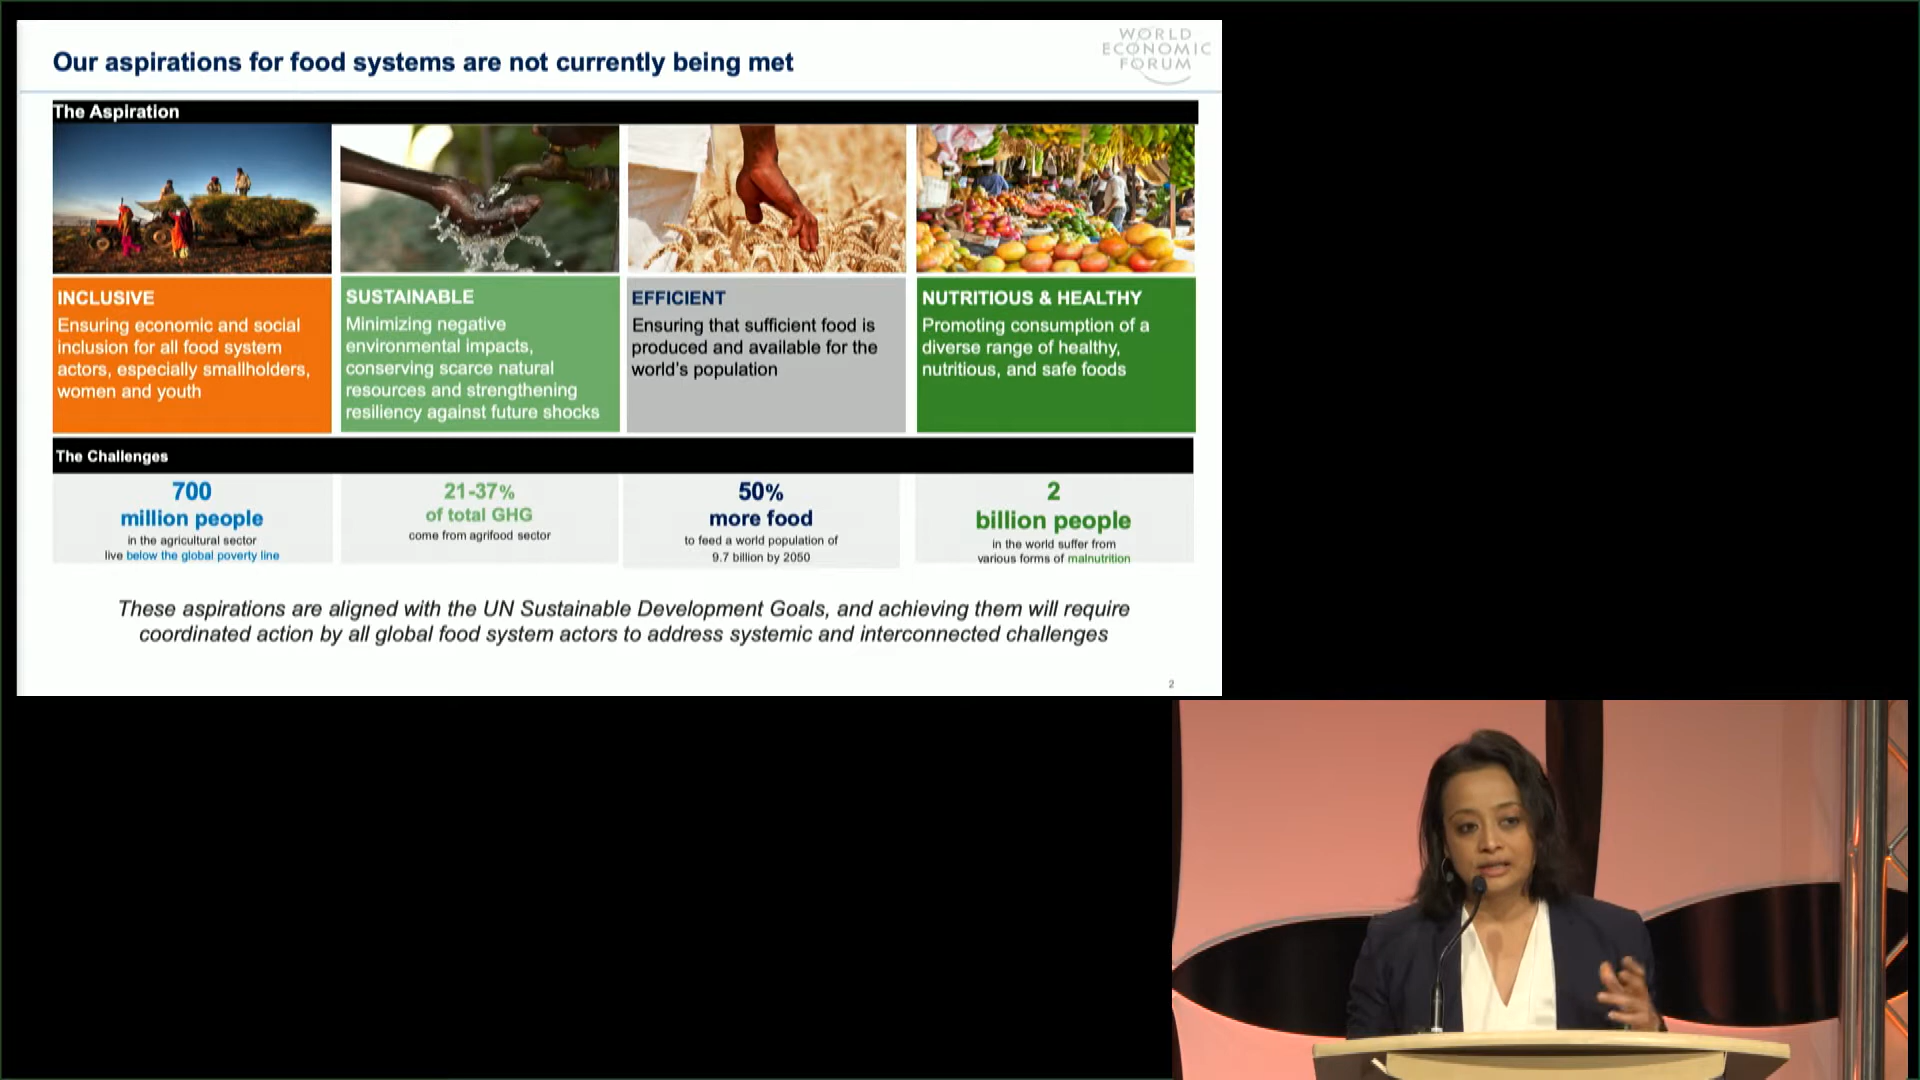 Our aspirations for food systems are not currently being met
WORLD
ECONOMIC
FORUM
The Aspiration
INCLUSIVE
Ensuring economic and social
inclusion for all food system
actors, especially smallholders,
women and youth
SUSTAINABLE
Minimizing negative
environmental impacts,
conserving scarce natural
resources and strengthening
resiliency against future shocks
EFFICIENT
Ensuring that sufficient food is
produced and available for the
world's population
NUTRITIOUS & HEALTHY
Promoting consumption of a
diverse range of healthy,
nutritious, and safe foods
The Challenges
700
million people
in the agricultural sector
live below the global poverty line
21-37%
of total GHG
come from agrifood sector
50%
more food
to feed a world population of
9.7 billion by 2050
2
billion people
in the world suffer from
various forms of malnutrition
These aspirations are aligned with the UN Sustainable Development Goals, and achieving them will require
coordinated action by all global food system actors to address systemic and interconnected challenges
2